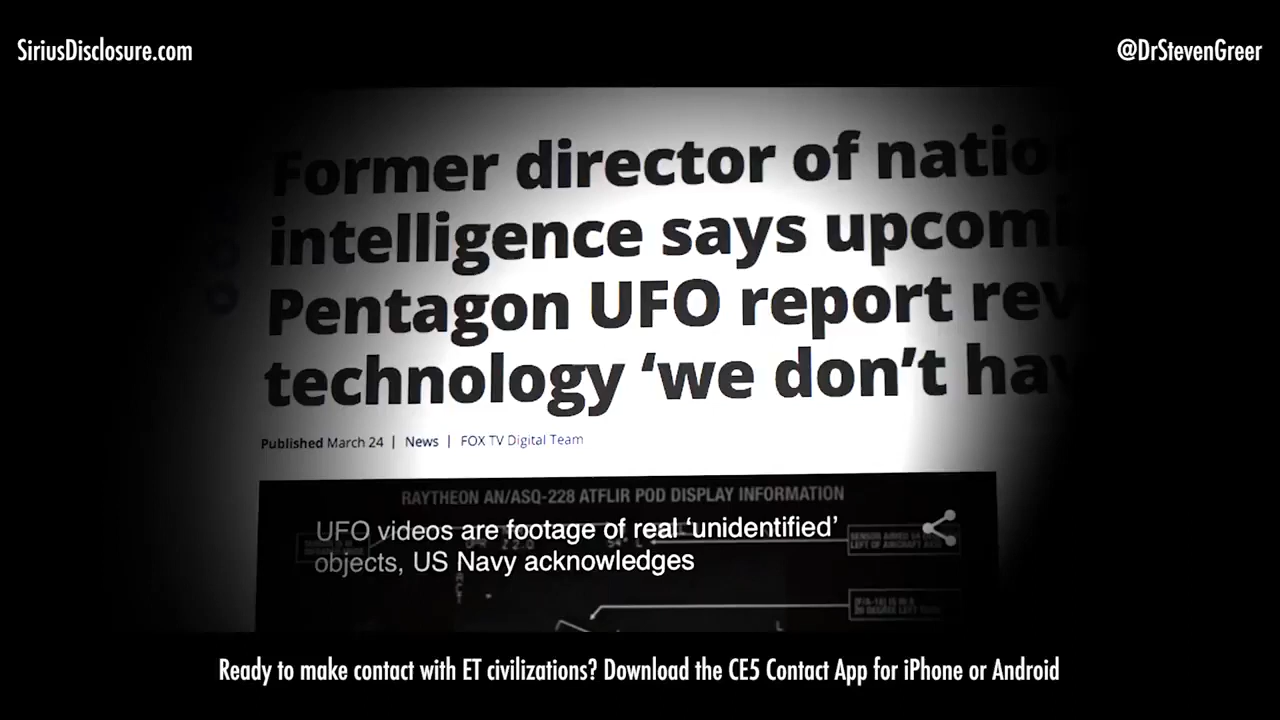 SiriusDisclosure.com
@DrStevenGreer
Former director of natio
intelligence says upcomi
Pentagon UFO report rev
technology ‘we don’t hav
Published March 24 | News | FOX TV Digital Team
RAYTHEON AN/ASQ-228 ATFLIR POD DISPLAY INFORMATION
UFO videos are footage of real ‘unidentified’
objects, US Navy acknowledges
Ready to make contact with ET civilizations? Download the CE5 Contact App for iPhone or Android